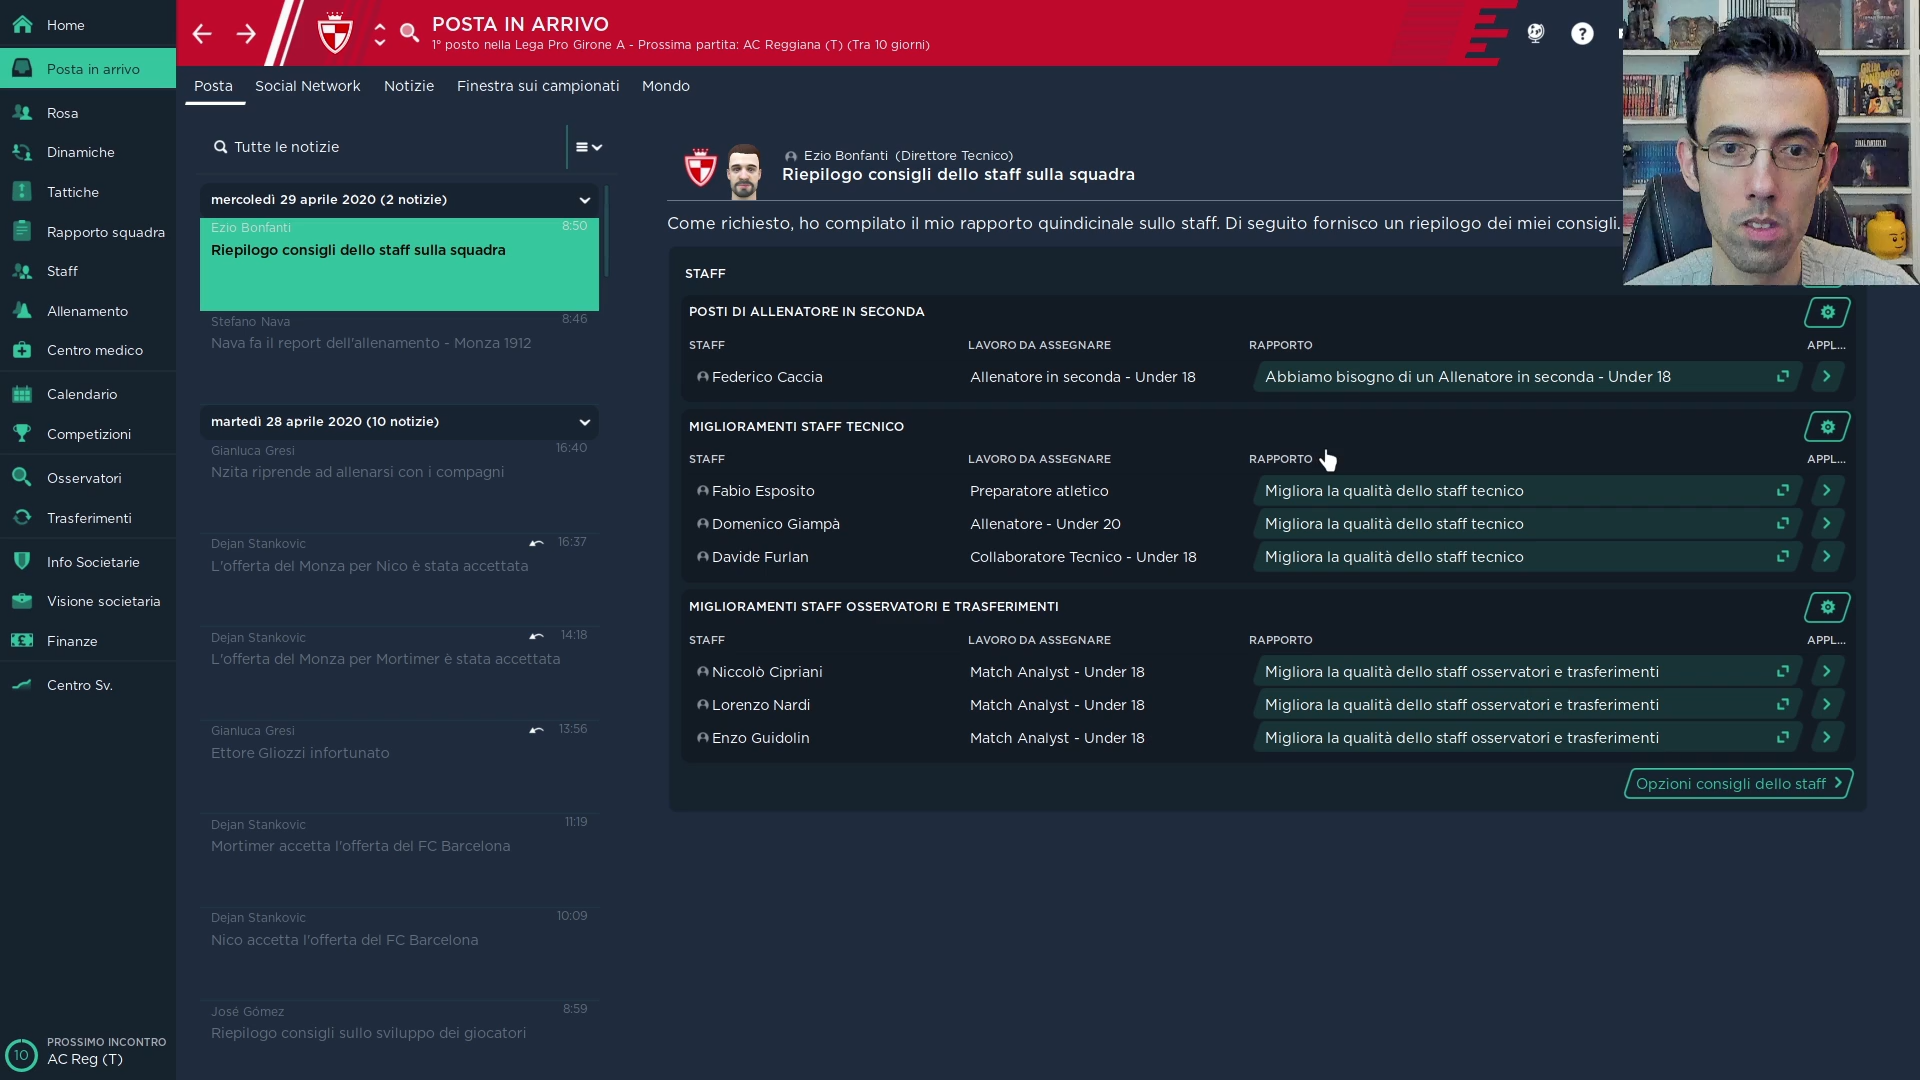 Home
Posta in arrivo
Rosa
Dinamiche
Tattiche
Rapporto squadra
Staff
Allenamento
Centro medico
Calendario
Competizioni
Osservatori
Trasferimenti
Info Societarie
Visione societaria
Finanze
Centro Sv.
10
PROSSIMO INCONTRO
AC Reg (T)
POSTA IN ARRIVO
1° posto nella Lega Pro Girone A - Prossima partita: AC Reggiana (T) (Tra 10 giorni)
Posta Social Network Notizie Finestra sui campionati Mondo
Tutte le notizie
mercoledì 29 aprile 2020 (2 notizie)
Ezio Bonfanti 8:50
Riepilogo consigli dello staff sulla squadra
Stefano Nava 8:46
Nava fa il report dell'allenamento - Monza 1912
martedì 28 aprile 2020 (10 notizie)
Gianluca Gresi 16:40
Nzita riprende ad allenarsi con i compagni
Dejan Stankovic 16:37
L'offerta del Monza per Nico è stata accettata
Dejan Stankovic 14:18
L'offerta del Monza per Mortimer è stata accettata
Gianluca Gresi 13:56
Ettore Gliozzi infortunato
Dejan Stankovic 11:19
Mortimer accetta l'offerta del FC Barcelona
Dejan Stankovic 10:09
Nico accetta l'offerta del FC Barcelona
José Gómez 8:59
Riepilogo consigli sullo sviluppo dei giocatori
Ezio Bonfanti (Direttore Tecnico)
Riepilogo consigli dello staff sulla squadra
Come richiesto, ho compilato il mio rapporto quindicinale sullo staff. Di seguito fornisco un riepilogo dei miei consigli.
STAFF
POSTI DI ALLENATORE IN SECONDA
STAFF LAVORO DA ASSEGNARE RAPPORTO APPL...
Federico Caccia Allenatore in seconda - Under 18 Abbiamo bisogno di un Allenatore in seconda - Under 18
MIGLIORAMENTI STAFF TECNICO
STAFF LAVORO DA ASSEGNARE RAPPORTO APPL...
Fabio Esposito Preparatore atletico Migliora la qualità dello staff tecnico
Domenico Giampà Allenatore - Under 20 Migliora la qualità dello staff tecnico
Davide Furlan Collaboratore Tecnico - Under 18 Migliora la qualità dello staff tecnico
MIGLIORAMENTI STAFF OSSERVATORI E TRASFERIMENTI
STAFF LAVORO DA ASSEGNARE RAPPORTO APPL...
Niccolò Cipriani Match Analyst - Under 18 Migliora la qualità dello staff osservatori e trasferimenti
Lorenzo Nardi Match Analyst - Under 18 Migliora la qualità dello staff osservatori e trasferimenti
Enzo Guidolin Match Analyst - Under 18 Migliora la qualità dello staff osservatori e trasferimenti
Opzioni consigli dello staff
GRIM
FANDANGO